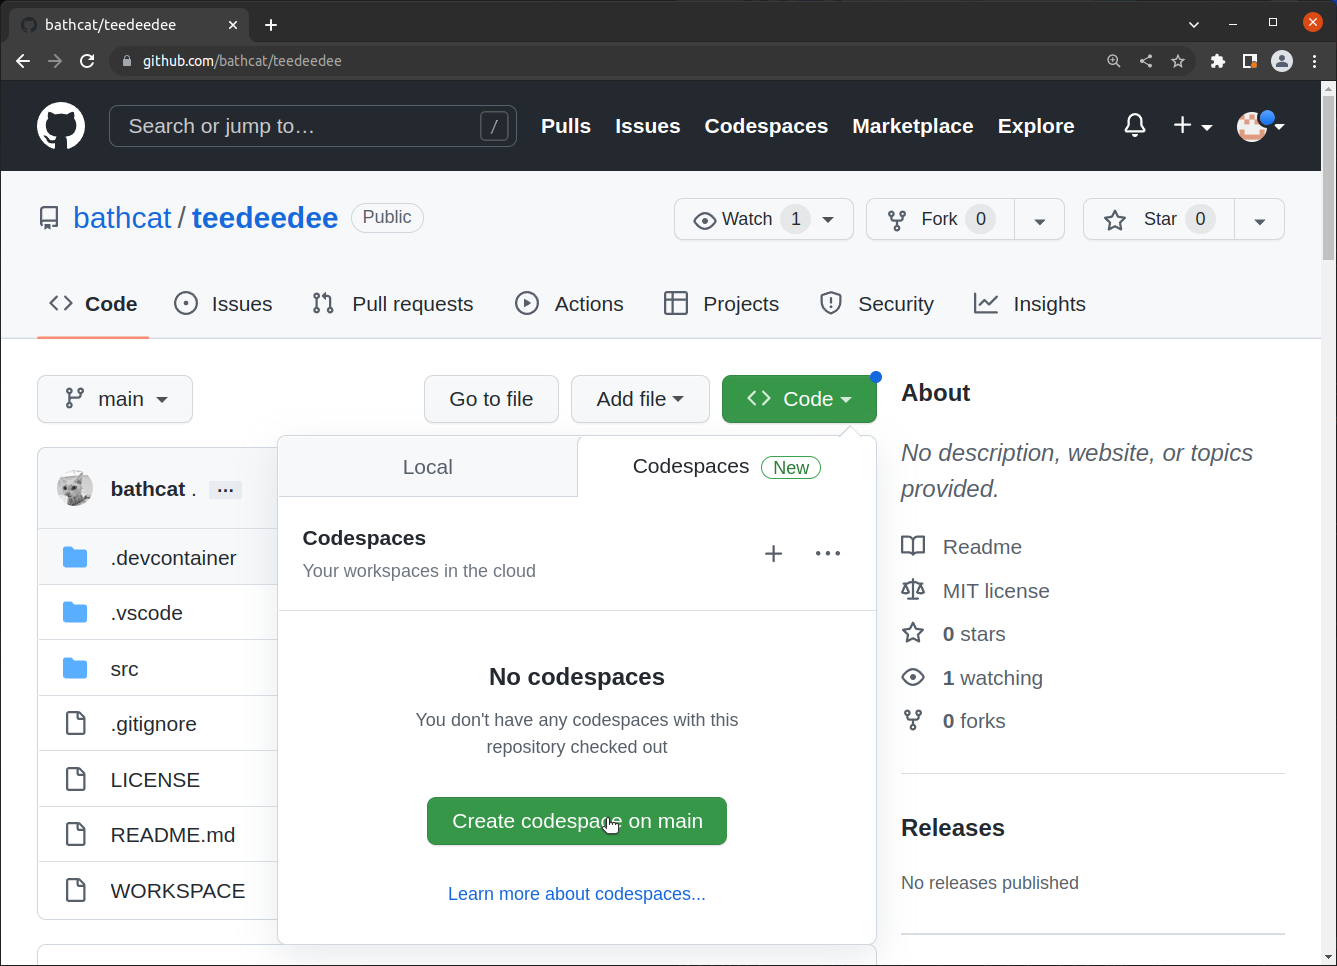 bathcat/teedeedee
github.com/bathcat/teedeedee
Search or jump to… /
Pulls Issues Codespaces Marketplace Explore
bathcat / teedeedee Public
Watch 1 Fork 0 Star 0
Code Issues Pull requests Actions Projects Security Insights
main Go to file Add file Code
bathcat . …
.devcontainer
.vscode
src
.gitignore
LICENSE
README.md
WORKSPACE
Local Codespaces New
Codespaces
Your workspaces in the cloud
No codespaces
You don't have any codespaces with this
repository checked out
Create codespace on main
Learn more about codespaces...
About
No description, website, or topics
provided.
Readme
MIT license
0 stars
1 watching
0 forks
Releases
No releases published